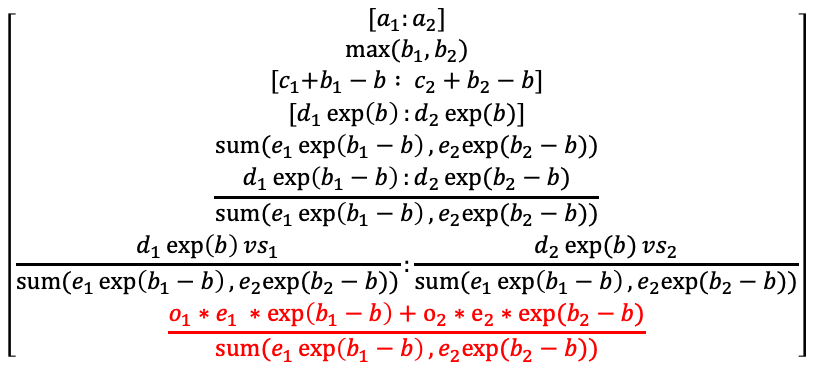 [a₁:a₂]
max(b₁,b₂)
[c₁+b₁ − b : c₂ + b₂ − b]
[d₁ exp(b):d₂ exp(b)]
sum(e₁ exp(b₁ − b) ,e₂exp(b₂ − b))
d₁ exp(b₁ − b):d₂ exp(b₂ − b)
sum(e₁ exp(b₁ − b) ,e₂exp(b₂ − b))
d₁ exp(b) vs₁ : d₂ exp(b) vs₂
sum(e₁ exp(b₁ − b) ,e₂exp(b₂ − b)) sum(e₁ exp(b₁ − b) ,e₂exp(b₂ − b))
o₁ ∗ e₁ ∗ exp(b₁ − b) + o₂ ∗ e₂ ∗ exp(b₂ − b)
sum(e₁ exp(b₁ − b) ,e₂exp(b₂ − b))